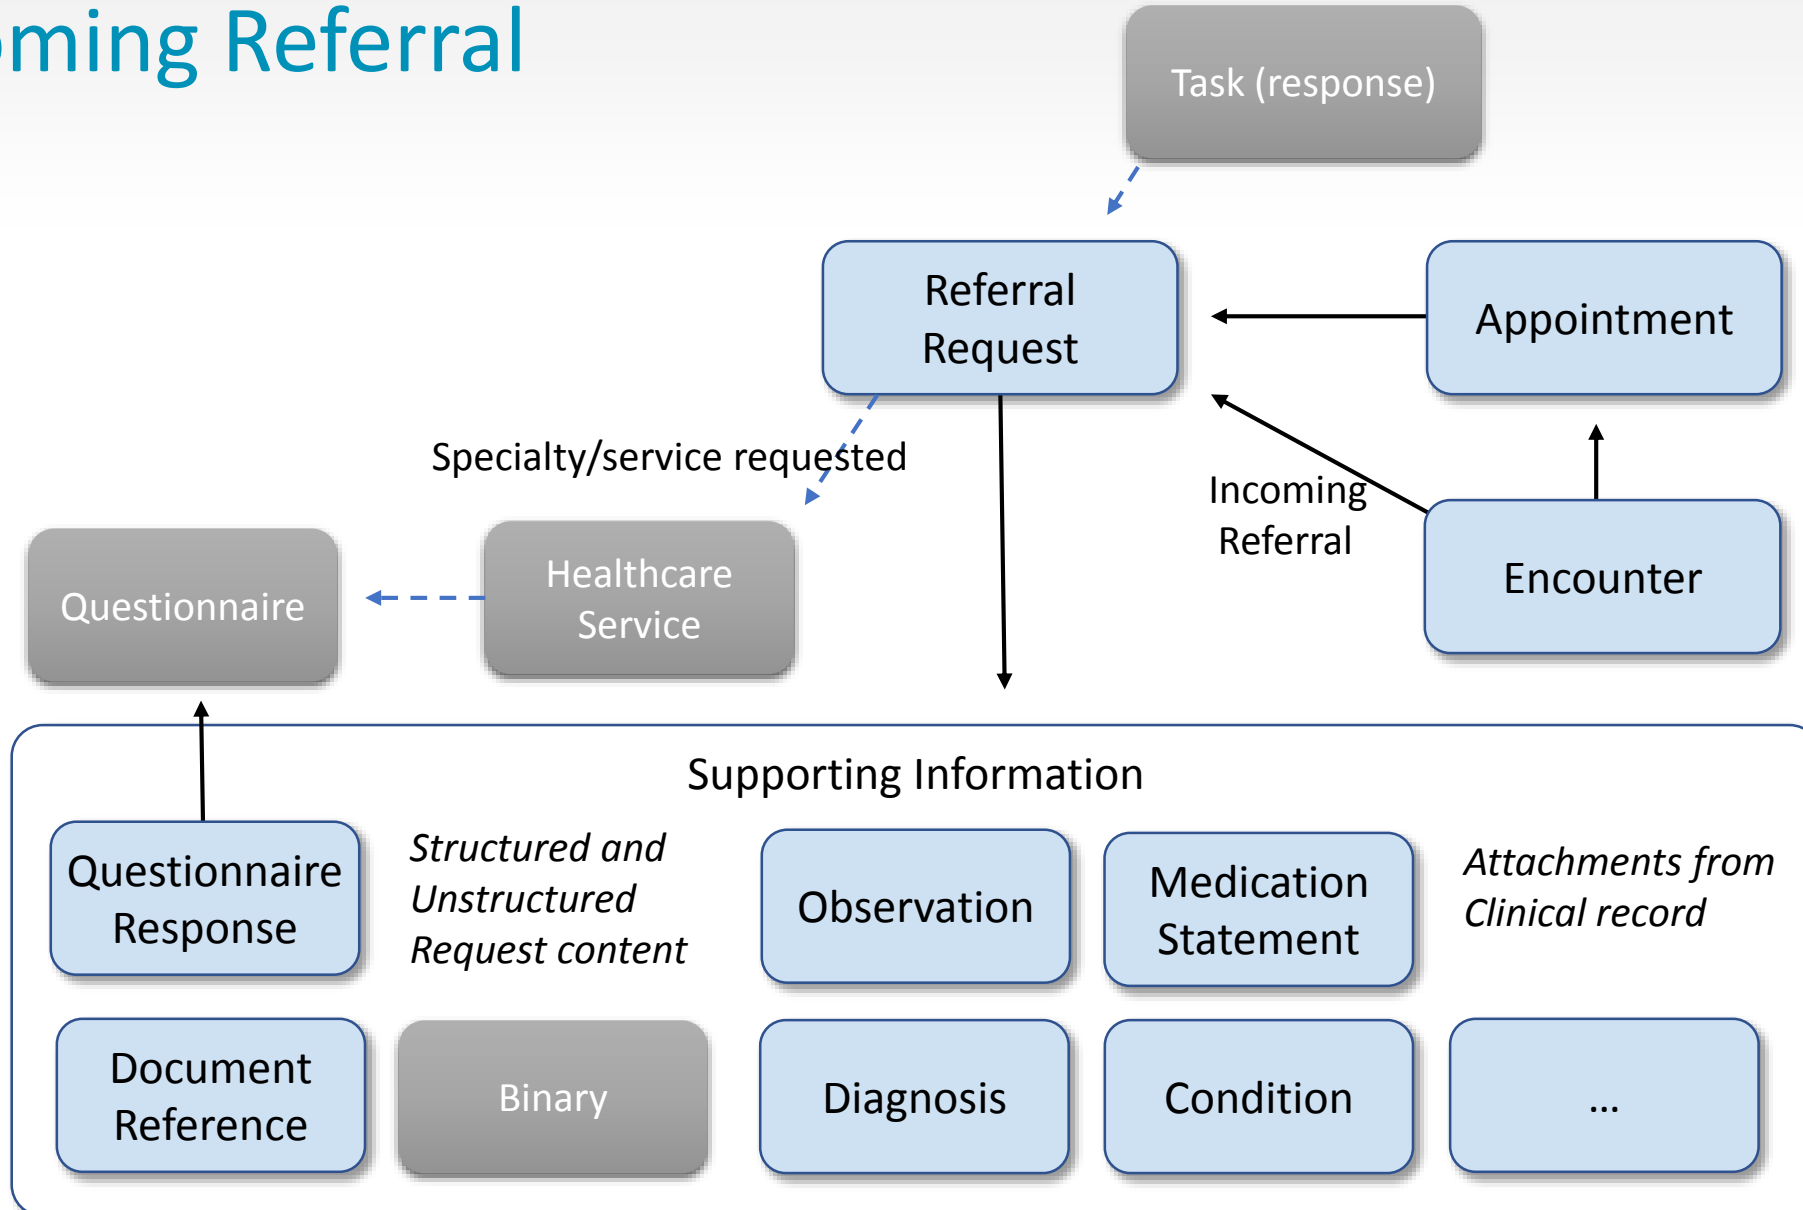 oming Referral
Task (response)
Referral
Request
Appointment
Specialty/service requested
Incoming
Referral
Encounter
Questionnaire
Healthcare
Service
Supporting Information
Questionnaire
Response
Structured and
Unstructured
Request content
Observation
Medication
Statement
Attachments from
Clinical record
Document
Reference
Binary
Diagnosis
Condition
...